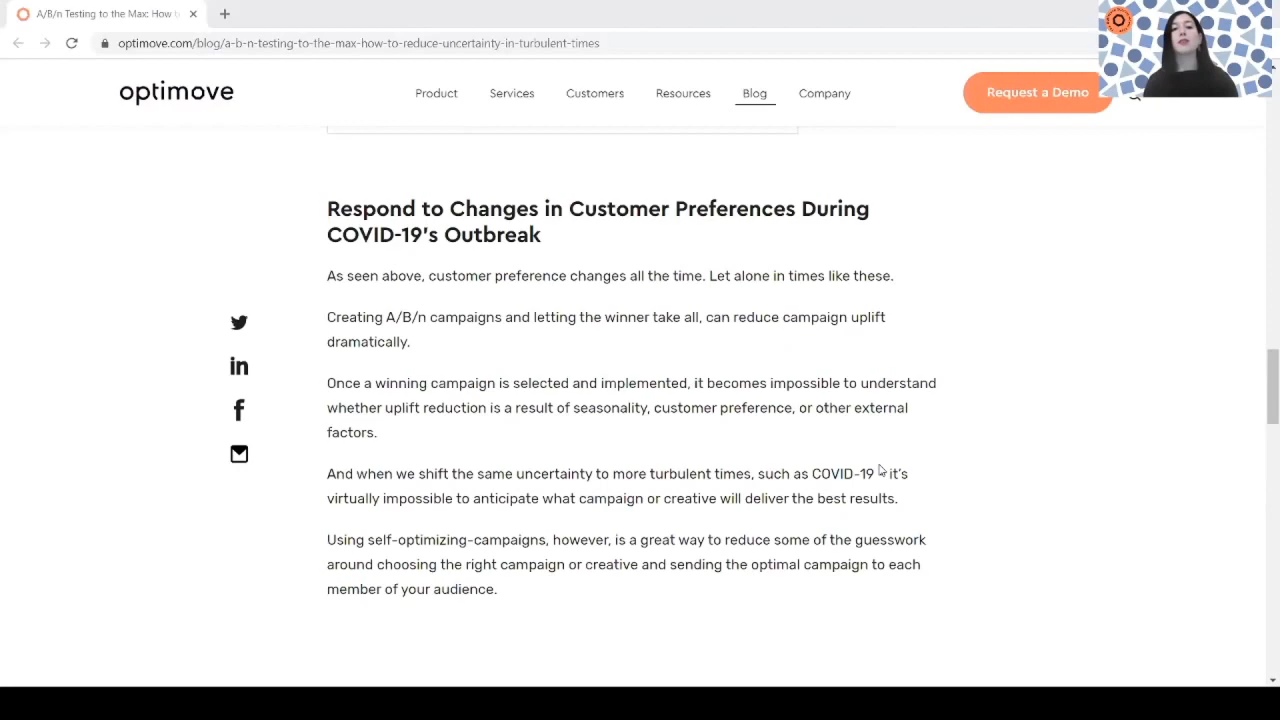 A/B/n Testing to the Max: How t
optimove.com/blog/a-b-n-testing-to-the-max-how-to-reduce-uncertainty-in-turbulent-times
optimove
Product
Services
Customers
Resources
Blog
Company
Request a Demo
Respond to Changes in Customer Preferences During
COVID-19's Outbreak
As seen above, customer preference changes all the time. Let alone in times like these.
Creating A/B/n campaigns and letting the winner take all, can reduce campaign uplift
dramatically.
Once a winning campaign is selected and implemented, it becomes impossible to understand
whether uplift reduction is a result of seasonality, customer preference, or other external
factors.
And when we shift the same uncertainty to more turbulent times, such as COVID-19 it's
virtually impossible to anticipate what campaign or creative will deliver the best results.
Using self-optimizing-campaigns, however, is a great way to reduce some of the guesswork
around choosing the right campaign or creative and sending the optimal campaign to each
member of your audience.